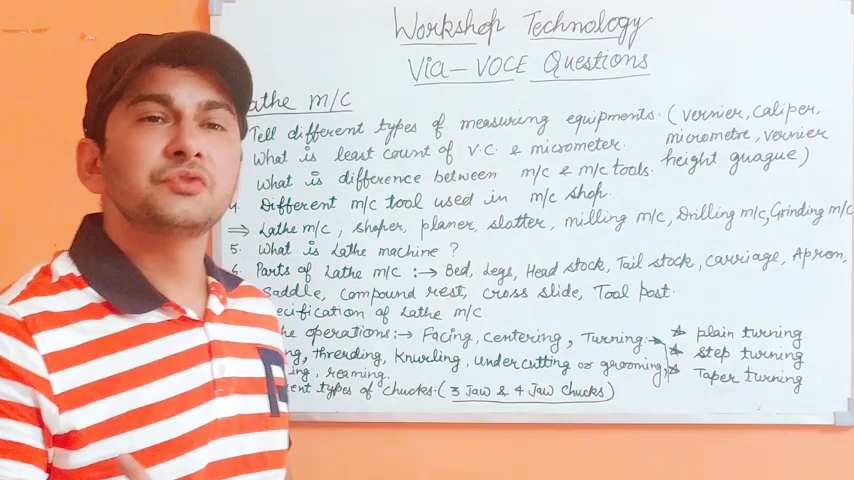 Workshop Technology
Via-VOCE Questions
athe M/C
Tell different types of measuring equipments. (vernier, caliper,
micrometre, vernier
height guague)
What is least count of V.C. & micrometer.
What is difference between m/c & m/c tools.
4. Different m/c tool used in m/c shop.
⇒ Lathe m/c, shaper, planer, slotter, milling m/c, Drilling m/c, Grinding m/c
5. What is Lathe machine ?
6. Parts of Lathe m/c :→ Bed, Legs, Head stock, Tail stock, carriage, Apron,
Saddle, compound rest, cross slide, Tool post.
ecification of Lathe m/c
he operations:→ Facing, centering, Turning→ ☆ plain turning
☆ step turning
☆ Taper turning
ng, threrding, Knurling, undercutting or grooming,
ing, reaming.
ent types of chucks. (3 Jaw & 4 Jaw Chucks)